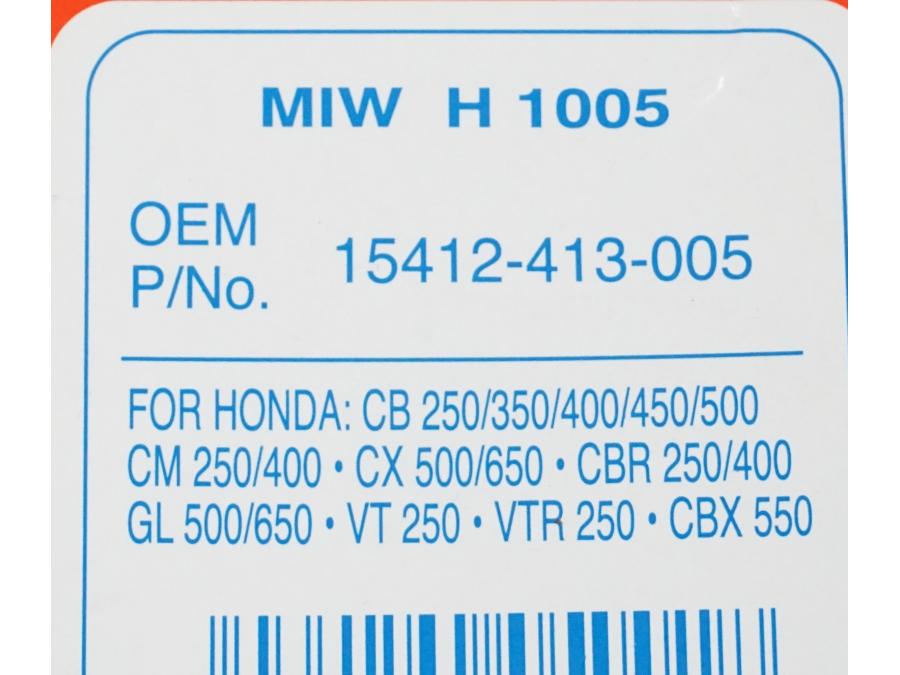 MIW H 1005
OEM
P/No. 15412-413-005
FOR HONDA: CB 250/350/400/450/500
CM 250/400 • CX 500/650 • CBR 250/400
GL 500/650 • VT 250 • VTR 250 • CBX 550